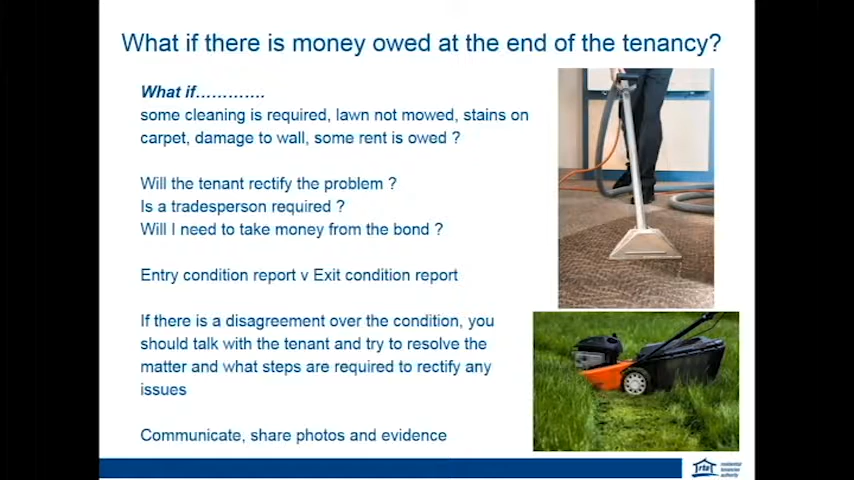 What if there is money owed at the end of the tenancy?
What if………….
some cleaning is required, lawn not mowed, stains on
carpet, damage to wall, some rent is owed ?
Will the tenant rectify the problem ?
Is a tradesperson required ?
Will I need to take money from the bond ?
Entry condition report v Exit condition report
If there is a disagreement over the condition, you
should talk with the tenant and try to resolve the
matter and what steps are required to rectify any
issues
Communicate, share photos and evidence
rta
residential
tenancies
authority